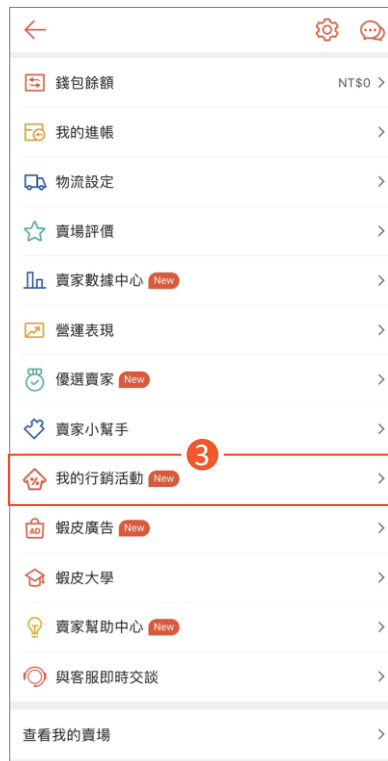 錢包餘額 NT$0 >
我的進帳 >
物流設定 >
賣場評價 >
賣家數據中心 New >
營運表現 >
優選賣家 New >
賣家小幫手 >
3
我的行銷活動 New >
AD 蝦皮廣告 New >
蝦皮大學 >
賣家幫助中心 New >
與客服即時交談 >
查看我的賣場 >